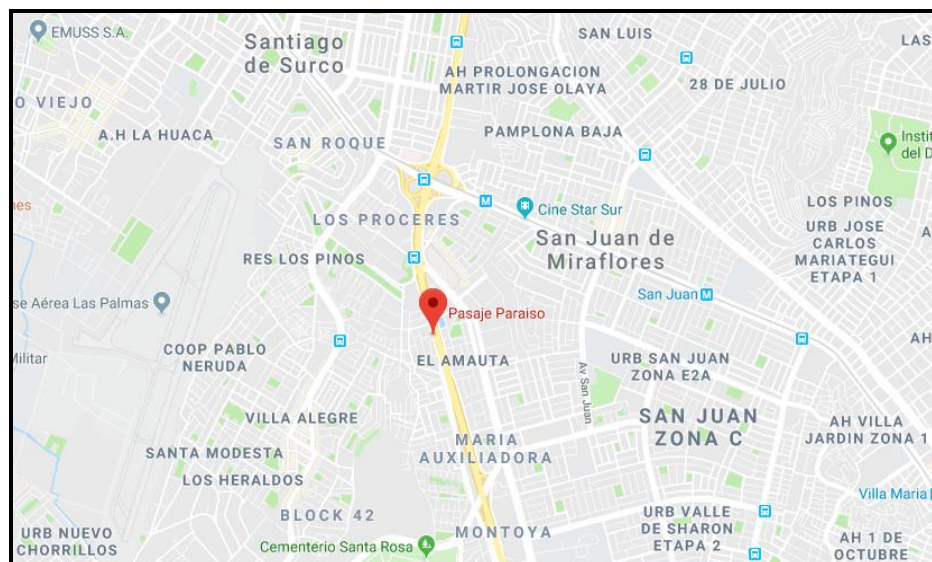 EMUSS S.A.
Santiago
de Surco
SAN LUIS
LAS
O VIEJO
AH PROLONGACION
MARTIR JOSE OLAYA
28 DE JULIO
A.H LA HUACA
SAN ROQUE
PAMPLONA BAJA
Instit
del D
es
LOS PROCERES
Cine Star Sur
LOS PINOS
San Juan de
Miraflores
URB JOSE
CARLOS
MARIATEGUI
ETAPA 1
A
RES LOS PINOS
se Aérea Las Palmas
San Juan
Pasaje Paraiso
Militar
COOP PABLO
NERUDA
EL AMAUTA
URB SAN JUAN
ZONA E2A
AH
Av San Juan
VILLA ALEGRE
SAN JUAN
ZONA C
AH VILLA
JARDIN ZONA 1
SANTA MODESTA
MARIA
AUXILIADORA
LOS HERALDOS
Villa Maria
BLOCK 42
URB NUEVO
CHORRILLOS
Cementerio Santa Rosa
MONTOYA
URB VALLE
DE SHARON
ETAPA 2
AH 1 DE
OCTUBRE